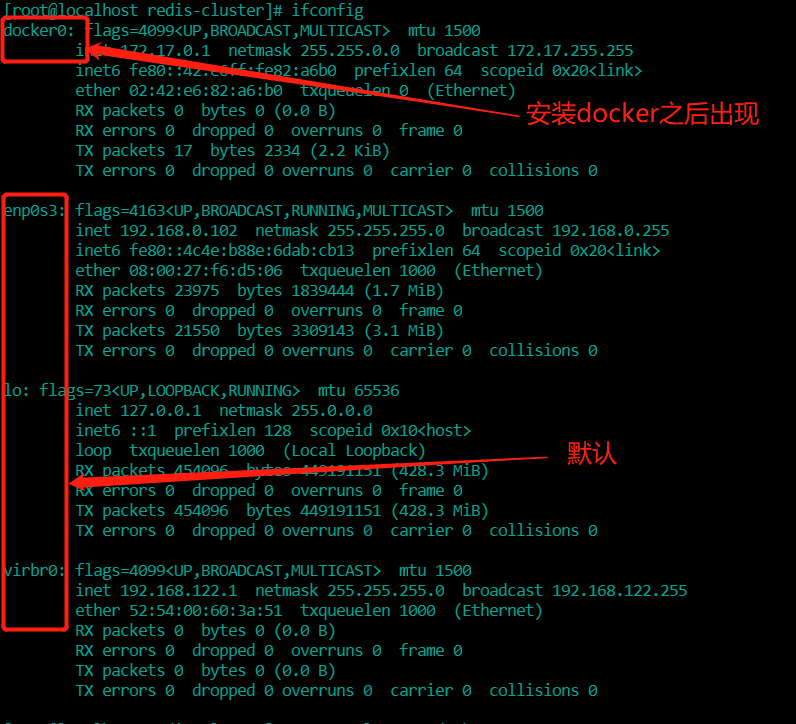 [root@localhost redis-cluster]# ifconfig
docker0: flags=4099<UP,BROADCAST,MULTICAST>  mtu 1500
inet 172.17.0.1  netmask 255.255.0.0  broadcast 172.17.255.255
inet6 fe80::42:e6ff:fe82:a6b0  prefixlen 64  scopeid 0x20<link>
ether 02:42:e6:82:a6:b0  txqueuelen 0  (Ethernet)
安装docker之后出现
RX packets 0  bytes 0 (0.0 B)
RX errors 0  dropped 0  overruns 0  frame 0
TX packets 17  bytes 2334 (2.2 KiB)
TX errors 0  dropped 0 overruns 0  carrier 0  collisions 0
enp0s3: flags=4163<UP,BROADCAST,RUNNING,MULTICAST>  mtu 1500
inet 192.168.0.102  netmask 255.255.255.0  broadcast 192.168.0.255
inet6 fe80::4c4e:b88e:6dab:cb13  prefixlen 64  scopeid 0x20<link>
ether 08:00:27:f6:d5:06  txqueuelen 1000  (Ethernet)
RX packets 23975  bytes 1839444 (1.7 MiB)
RX errors 0  dropped 0  overruns 0  frame 0
TX packets 21550  bytes 3309143 (3.1 MiB)
TX errors 0  dropped 0 overruns 0  carrier 0  collisions 0
lo: flags=73<UP,LOOPBACK,RUNNING>  mtu 65536
inet 127.0.0.1  netmask 255.0.0.0
inet6 ::1  prefixlen 128  scopeid 0x10<host>
loop  txqueuelen 1000  (Local Loopback)
默认
RX packets 454096  bytes 449191151 (428.3 MiB)
RX errors 0  dropped 0  overruns 0  frame 0
TX packets 454096  bytes 449191151 (428.3 MiB)
TX errors 0  dropped 0 overruns 0  carrier 0  collisions 0
virbr0: flags=4099<UP,BROADCAST,MULTICAST>  mtu 1500
inet 192.168.122.1  netmask 255.255.255.0  broadcast 192.168.122.255
ether 52:54:00:60:3a:51  txqueuelen 1000  (Ethernet)
RX packets 0  bytes 0 (0.0 B)
RX errors 0  dropped 0  overruns 0  frame 0
TX packets 0  bytes 0 (0.0 B)
TX errors 0  dropped 0 overruns 0  carrier 0  collisions 0